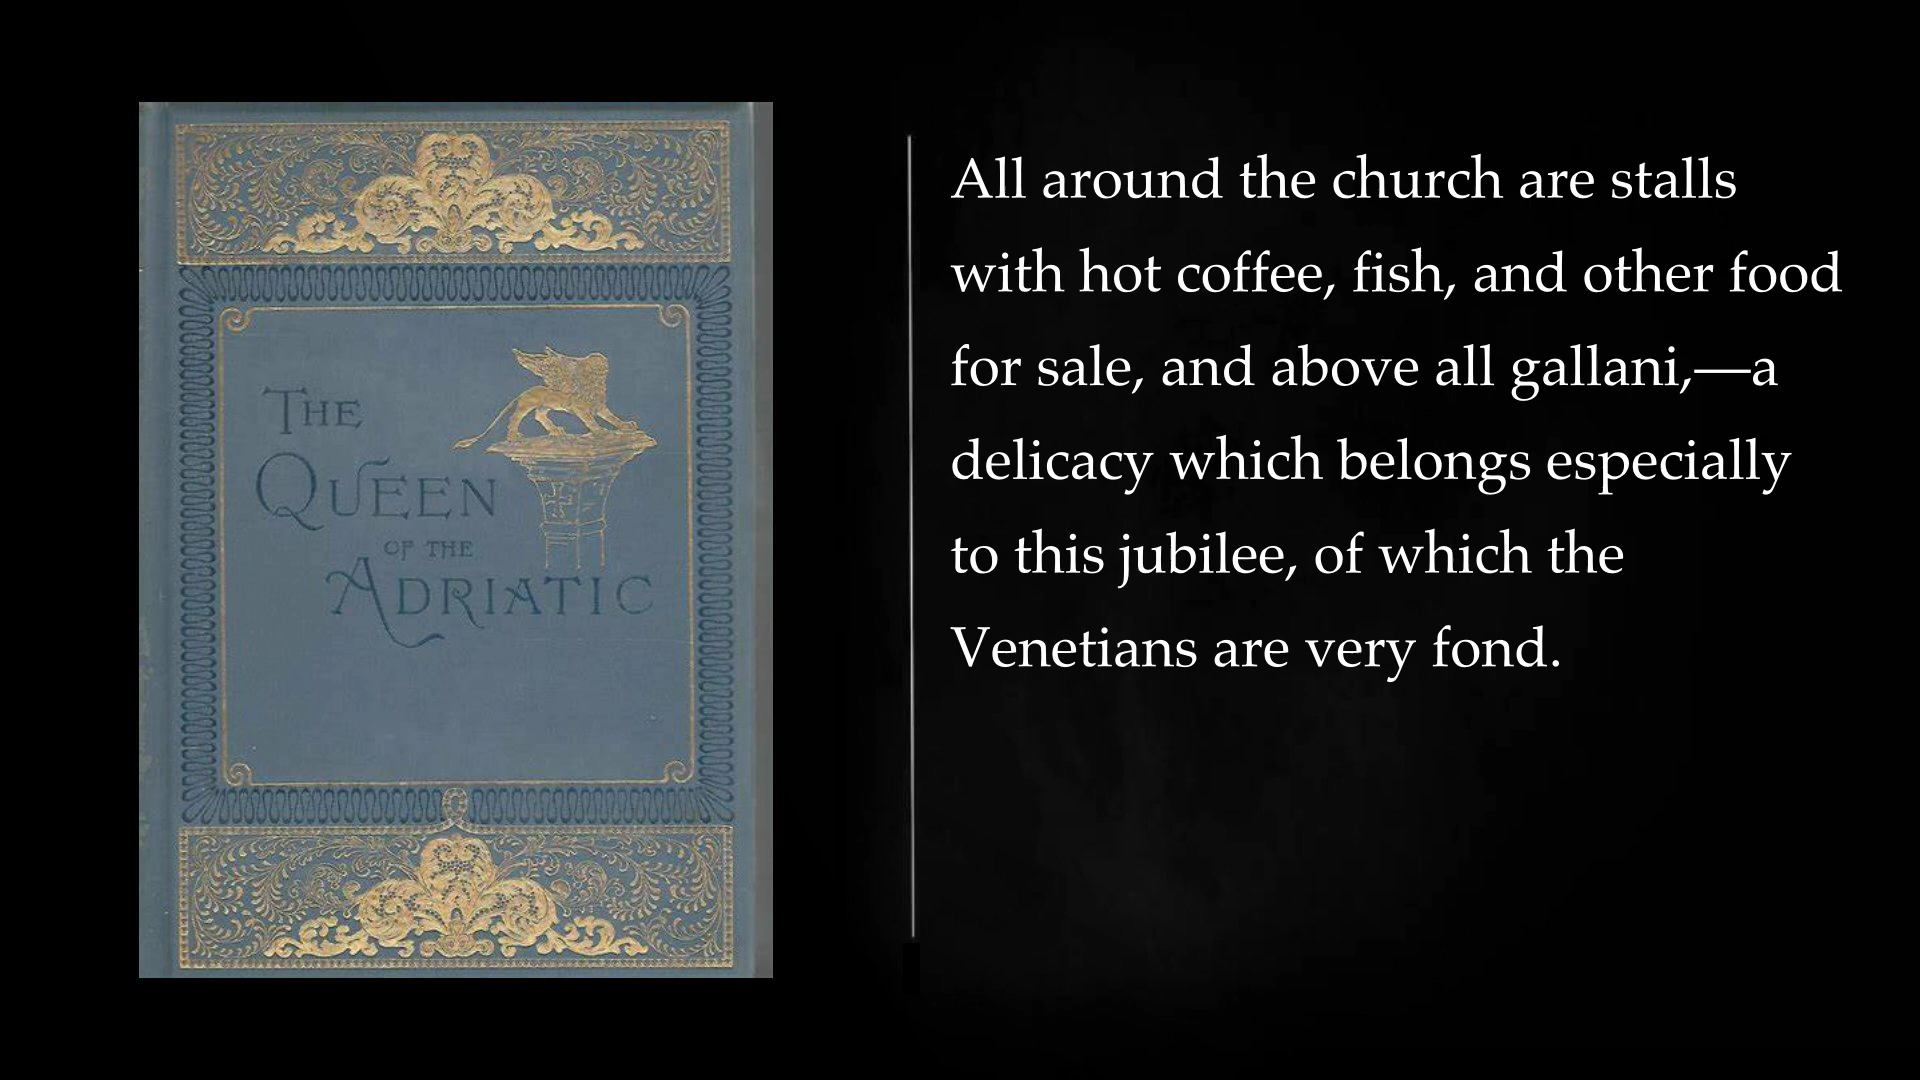 THE
QUEEN
OF THE
ADRIATIC
All around the church are stalls
with hot coffee, fish, and other food
for sale, and above all gallani,—a
delicacy which belongs especially
to this jubilee, of which the
Venetians are very fond.